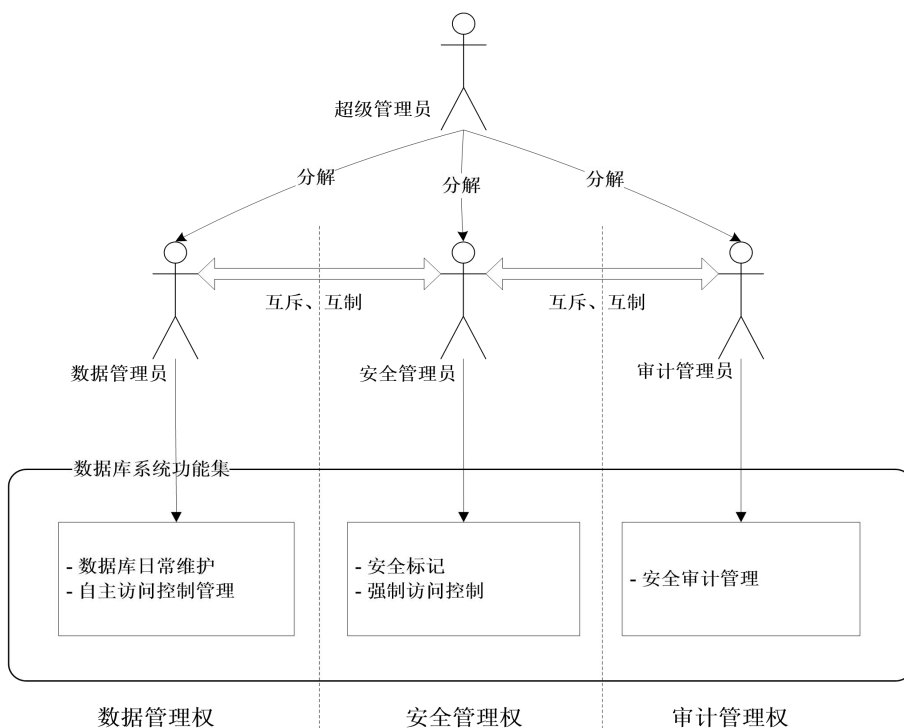 超级管理员
分解
分解
分解
互斥、互制
互斥、互制
数据管理员
安全管理员
审计管理员
数据库系统功能集
- 数据库日常维护
- 自主访问控制管理
- 安全标记
- 强制访问控制
- 安全审计管理
数据管理权
安全管理权
审计管理权